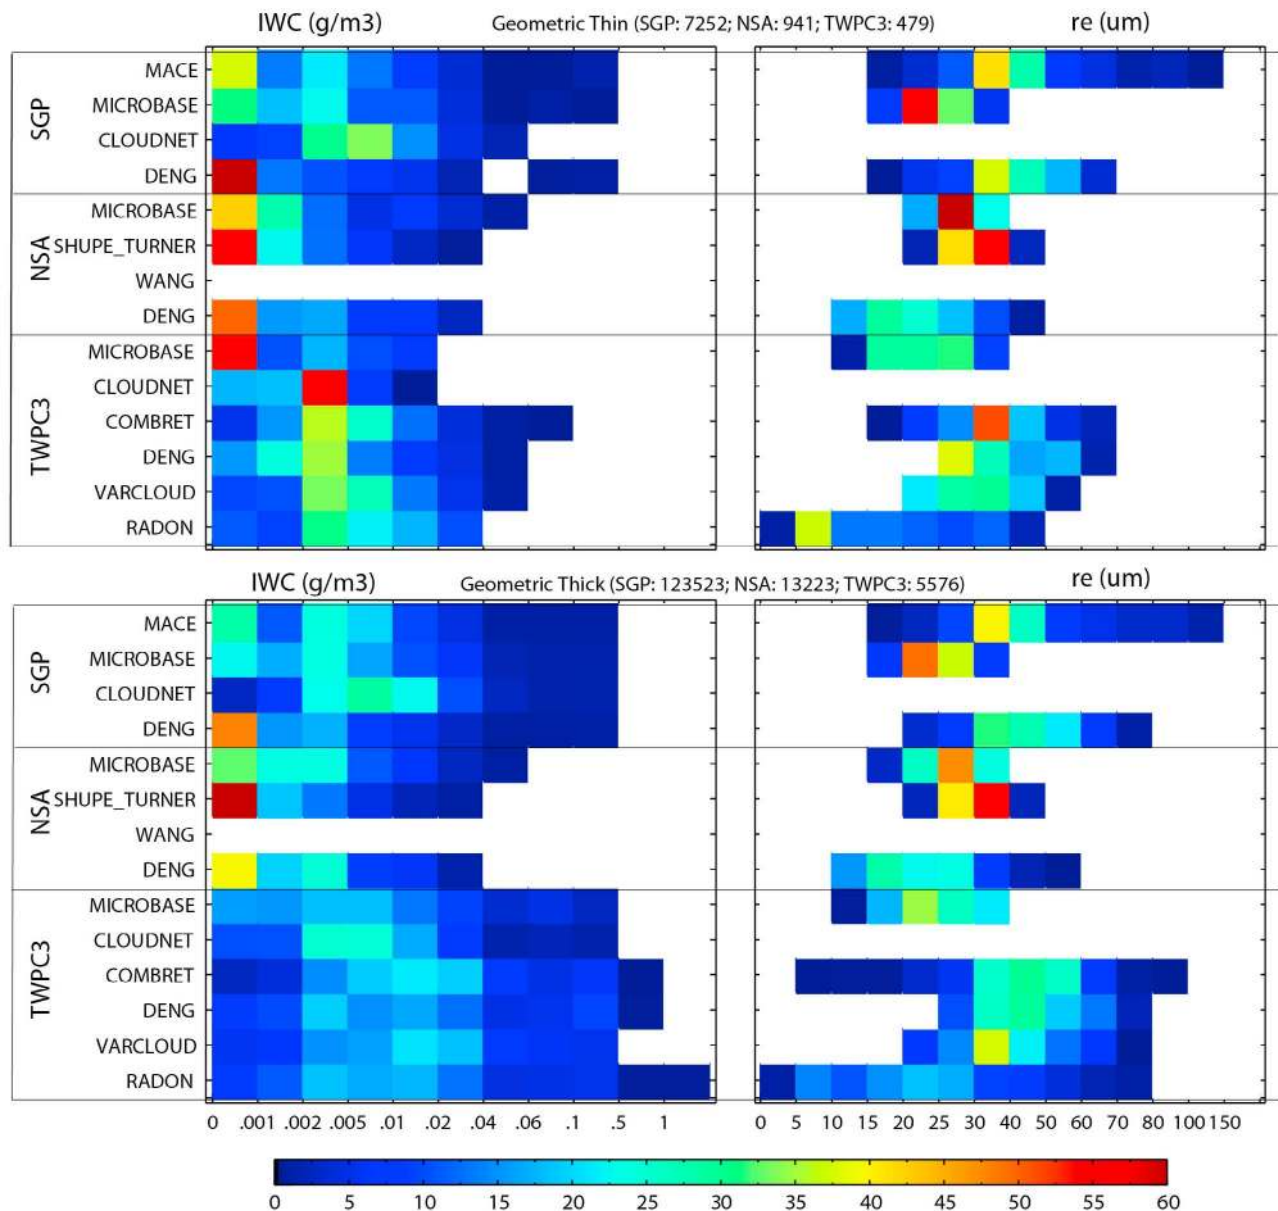 IWC (g/m3) Geometric Thin (SGP: 7252; NSA: 941; TWPC3: 479) re (um)
SGP
MACE
MICROBASE
CLOUDNET
DENG
NSA
MICROBASE
SHUPE_TURNER
WANG
DENG
TWPC3
MICROBASE
CLOUDNET
COMBRET
DENG
VARCLOUD
RADON
IWC (g/m3) Geometric Thick (SGP: 123523; NSA: 13223; TWPC3: 5576) re (um)
SGP
MACE
MICROBASE
CLOUDNET
DENG
NSA
MICROBASE
SHUPE_TURNER
WANG
DENG
TWPC3
MICROBASE
CLOUDNET
COMBRET
DENG
VARCLOUD
RADON
0 .001 .002 .005 .01 .02 .04 .06 .1 .5 1 0 5 10 15 20 25 30 40 50 60 70 80 100 150
0 5 10 15 20 25 30 35 40 45 50 55 60